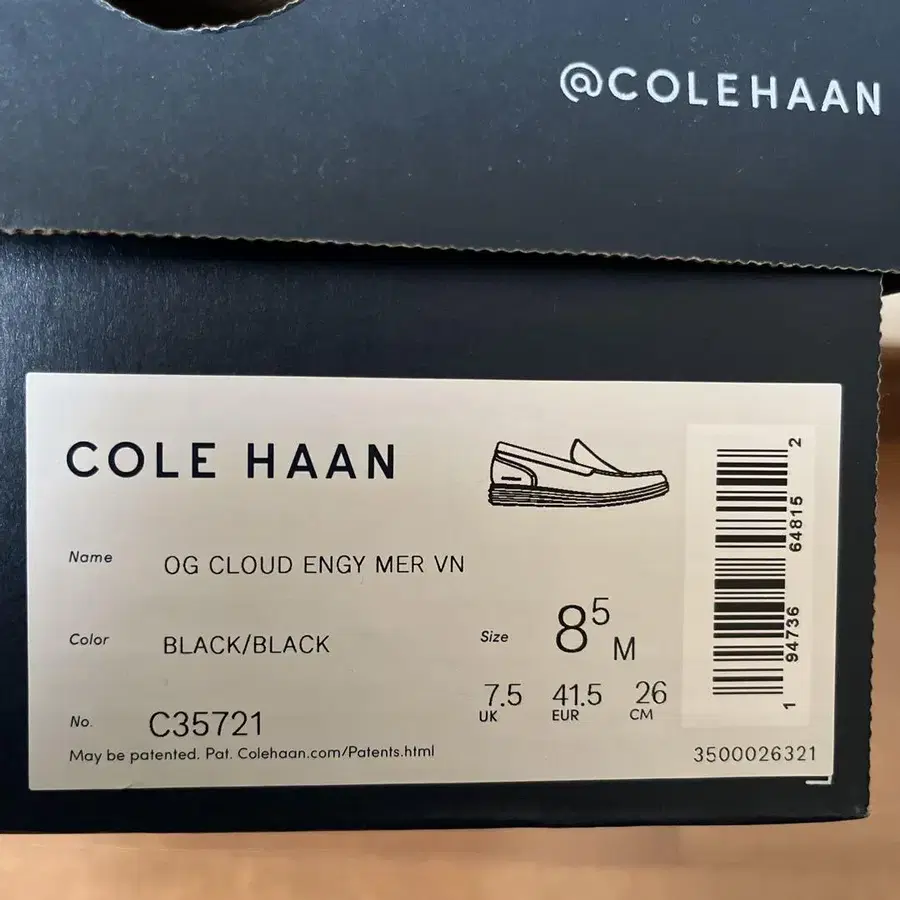 @COLEHAAN
COLE HAAN
Name OG CLOUD ENGY MER VN
Color BLACK/BLACK
Size 8⁵ M
7.5 41.5 26
UK EUR CM
No. C35721
May be patented. Pat. Colehaan.com/Patents.html
1 94736 64815 2
3500026321